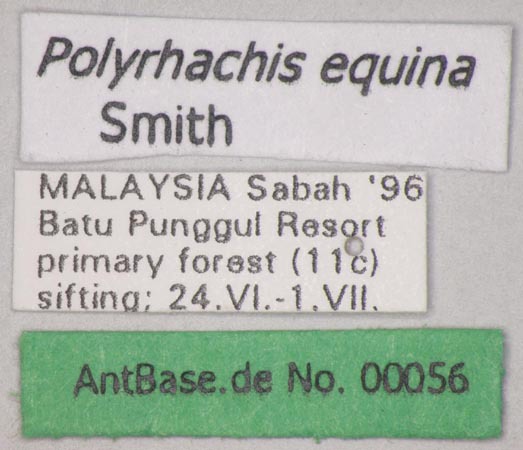 Polyrhachis equina
Smith
MALAYSIA Sabah '96
Batu Punggul Resort
primary forest (11c)
sifting; 24.VI.-1.VII.
AntBase.de No. 00056